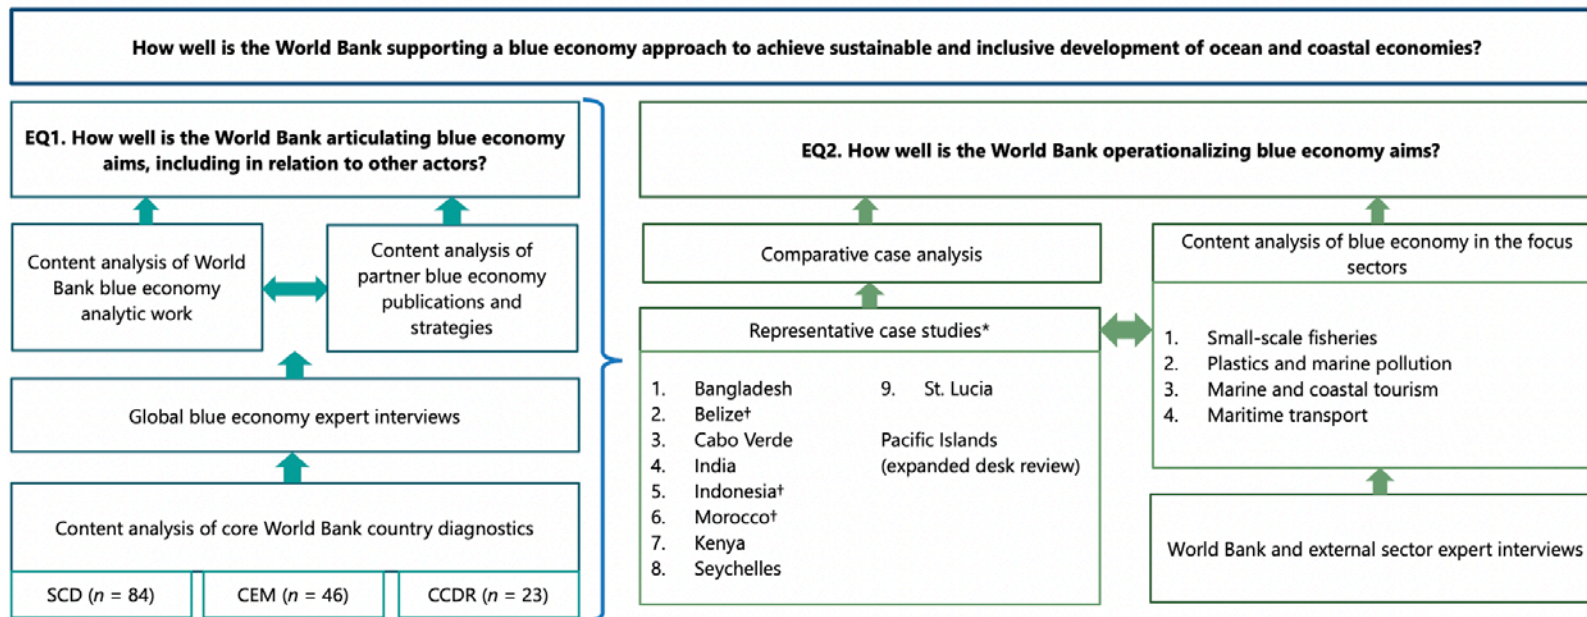 How well is the World Bank supporting a blue economy approach to achieve sustainable and inclusive development of ocean and coastal economies?
EQ1. How well is the World Bank articulating blue economy
aims, including in relation to other actors?
Content analysis of World
Bank blue economy
analytic work
Content analysis of
partner blue economy
publications and
strategies
Global blue economy expert interviews
Content analysis of core World Bank country diagnostics
SCD (n = 84)
CEM (n = 46)
CCDR (n = 23)
EQ2. How well is the World Bank operationalizing blue economy aims?
Comparative case analysis
Representative case studies*
1. Bangladesh
2. Belize†
3. Cabo Verde
4. India
5. Indonesia†
6. Morocco†
7. Kenya
8. Seychelles
9. St. Lucia
Pacific Islands
(expanded desk review)
Content analysis of blue economy in the focus
sectors
1. Small-scale fisheries
2. Plastics and marine pollution
3. Marine and coastal tourism
4. Maritime transport
World Bank and external sector expert interviews